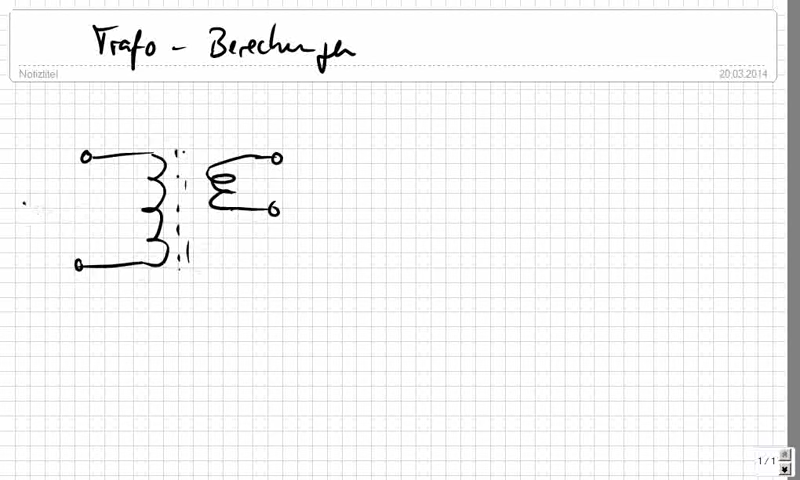 Trafo - Berechnungen
Notiztitel
20.03.2014
1 / 1